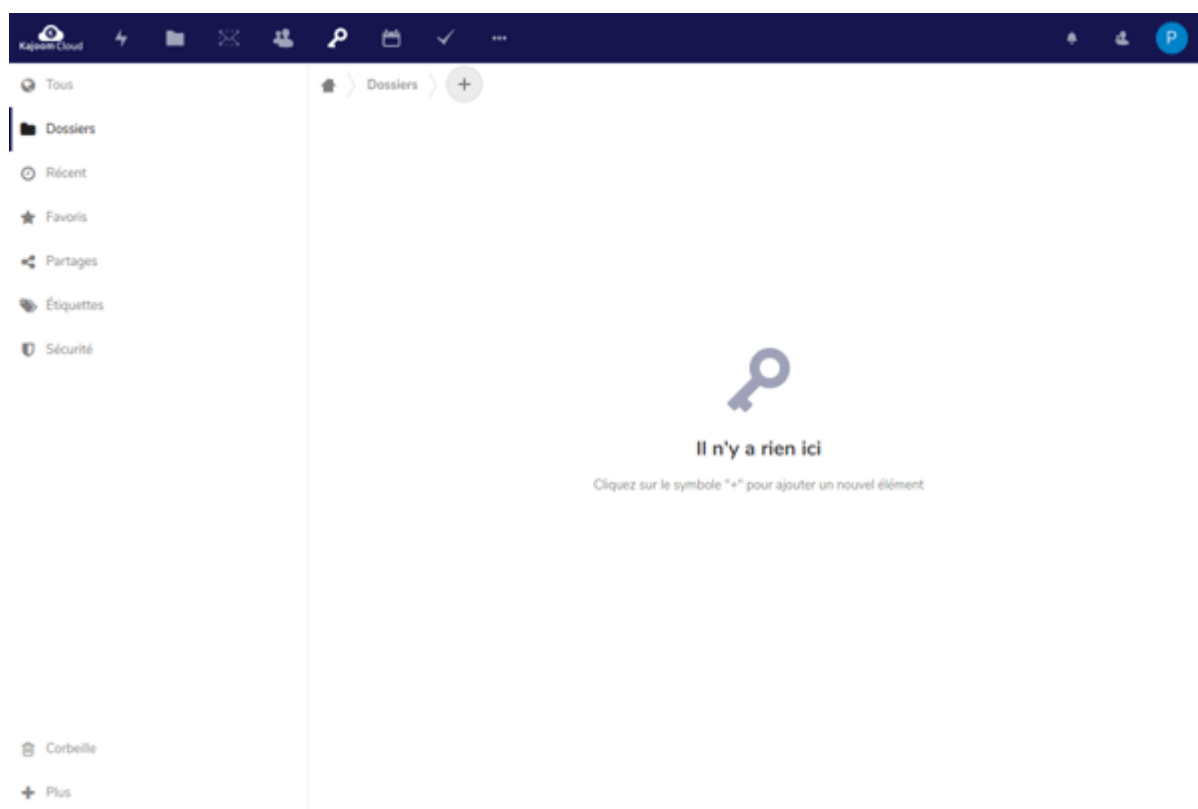 Kajoom Cloud
P
Tous
Dossiers
Dossiers
+
Récent
Favoris
Partages
Étiquettes
Sécurité
Il n'y a rien ici
Cliquez sur le symbole "+" pour ajouter un nouvel élément
Corbeille
Plus